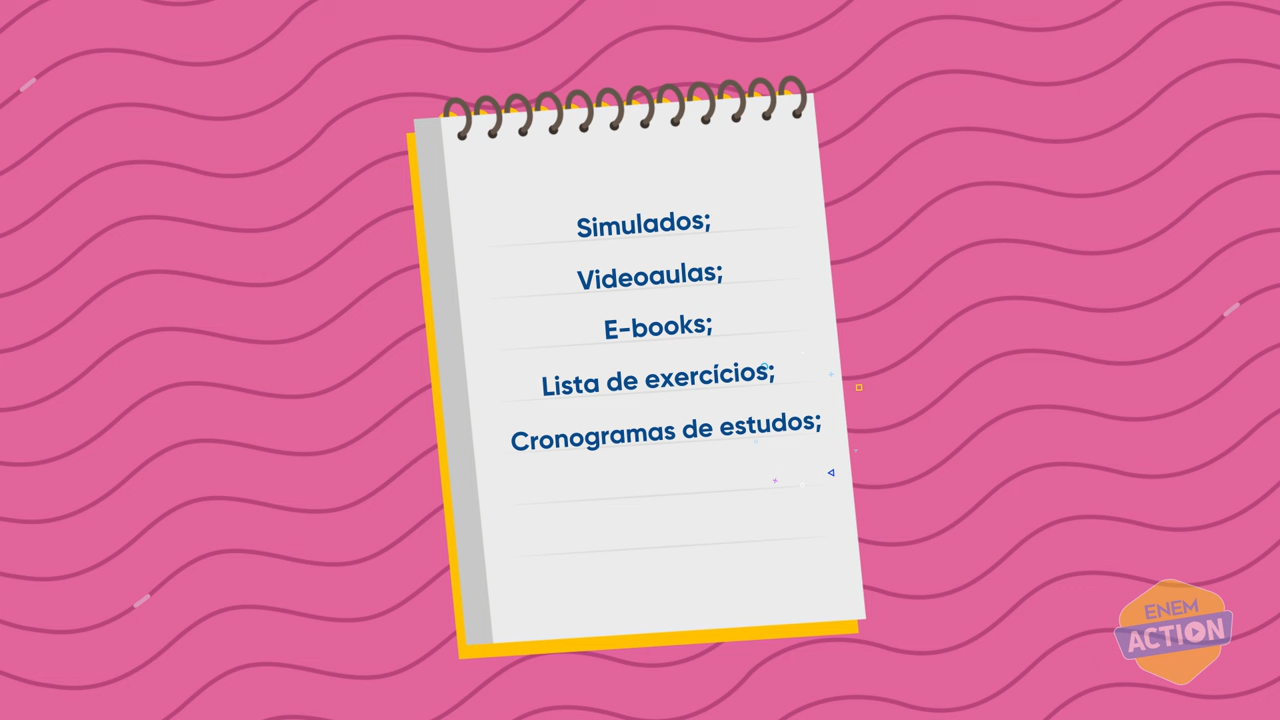 Simulados;
Videoaulas;
E-books;
Lista de exercícios;
Cronogramas de estudos;
ENEM
ACTION